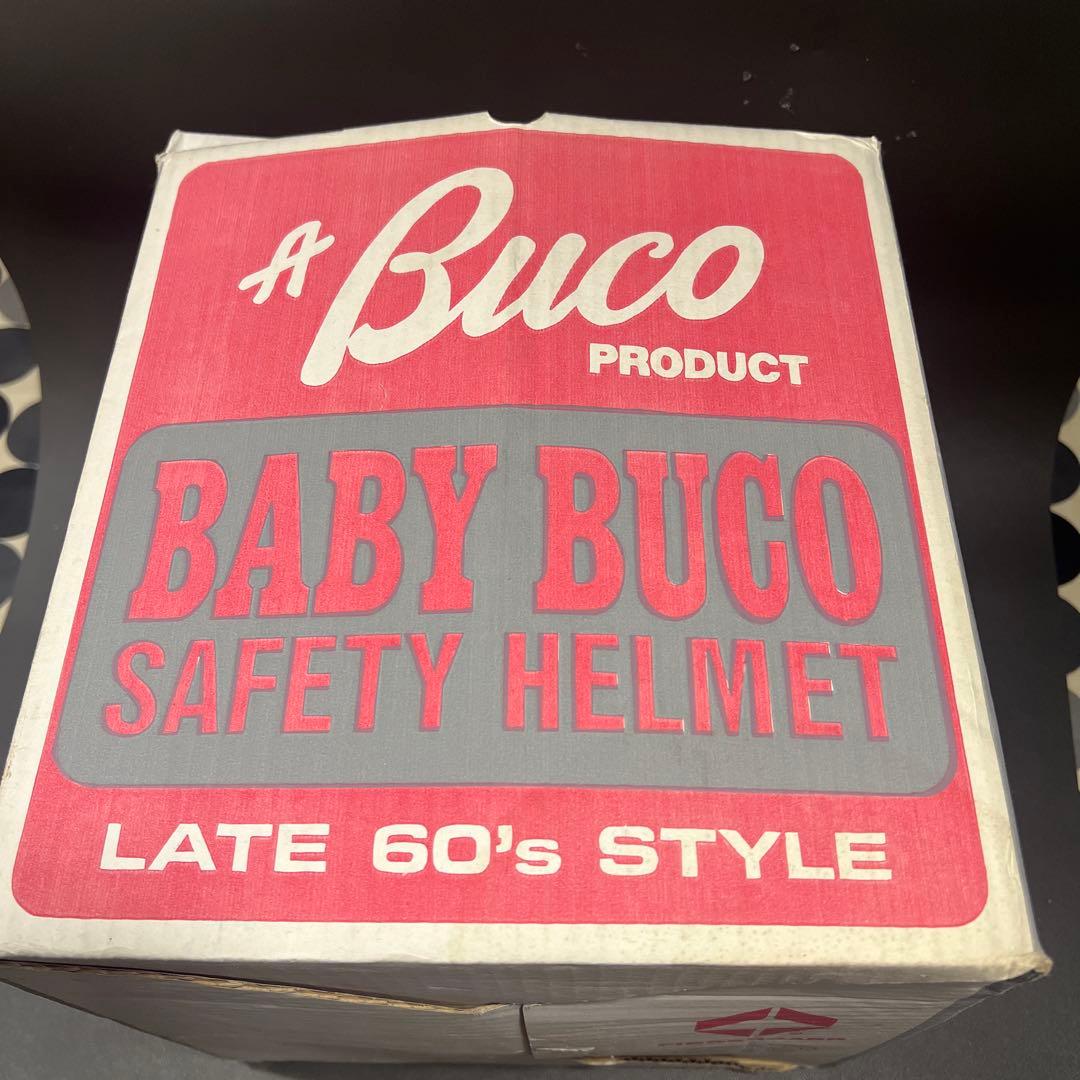 A Buco
PRODUCT
BABY BUCO
SAFETY HELMET
LATE 60's STYLE